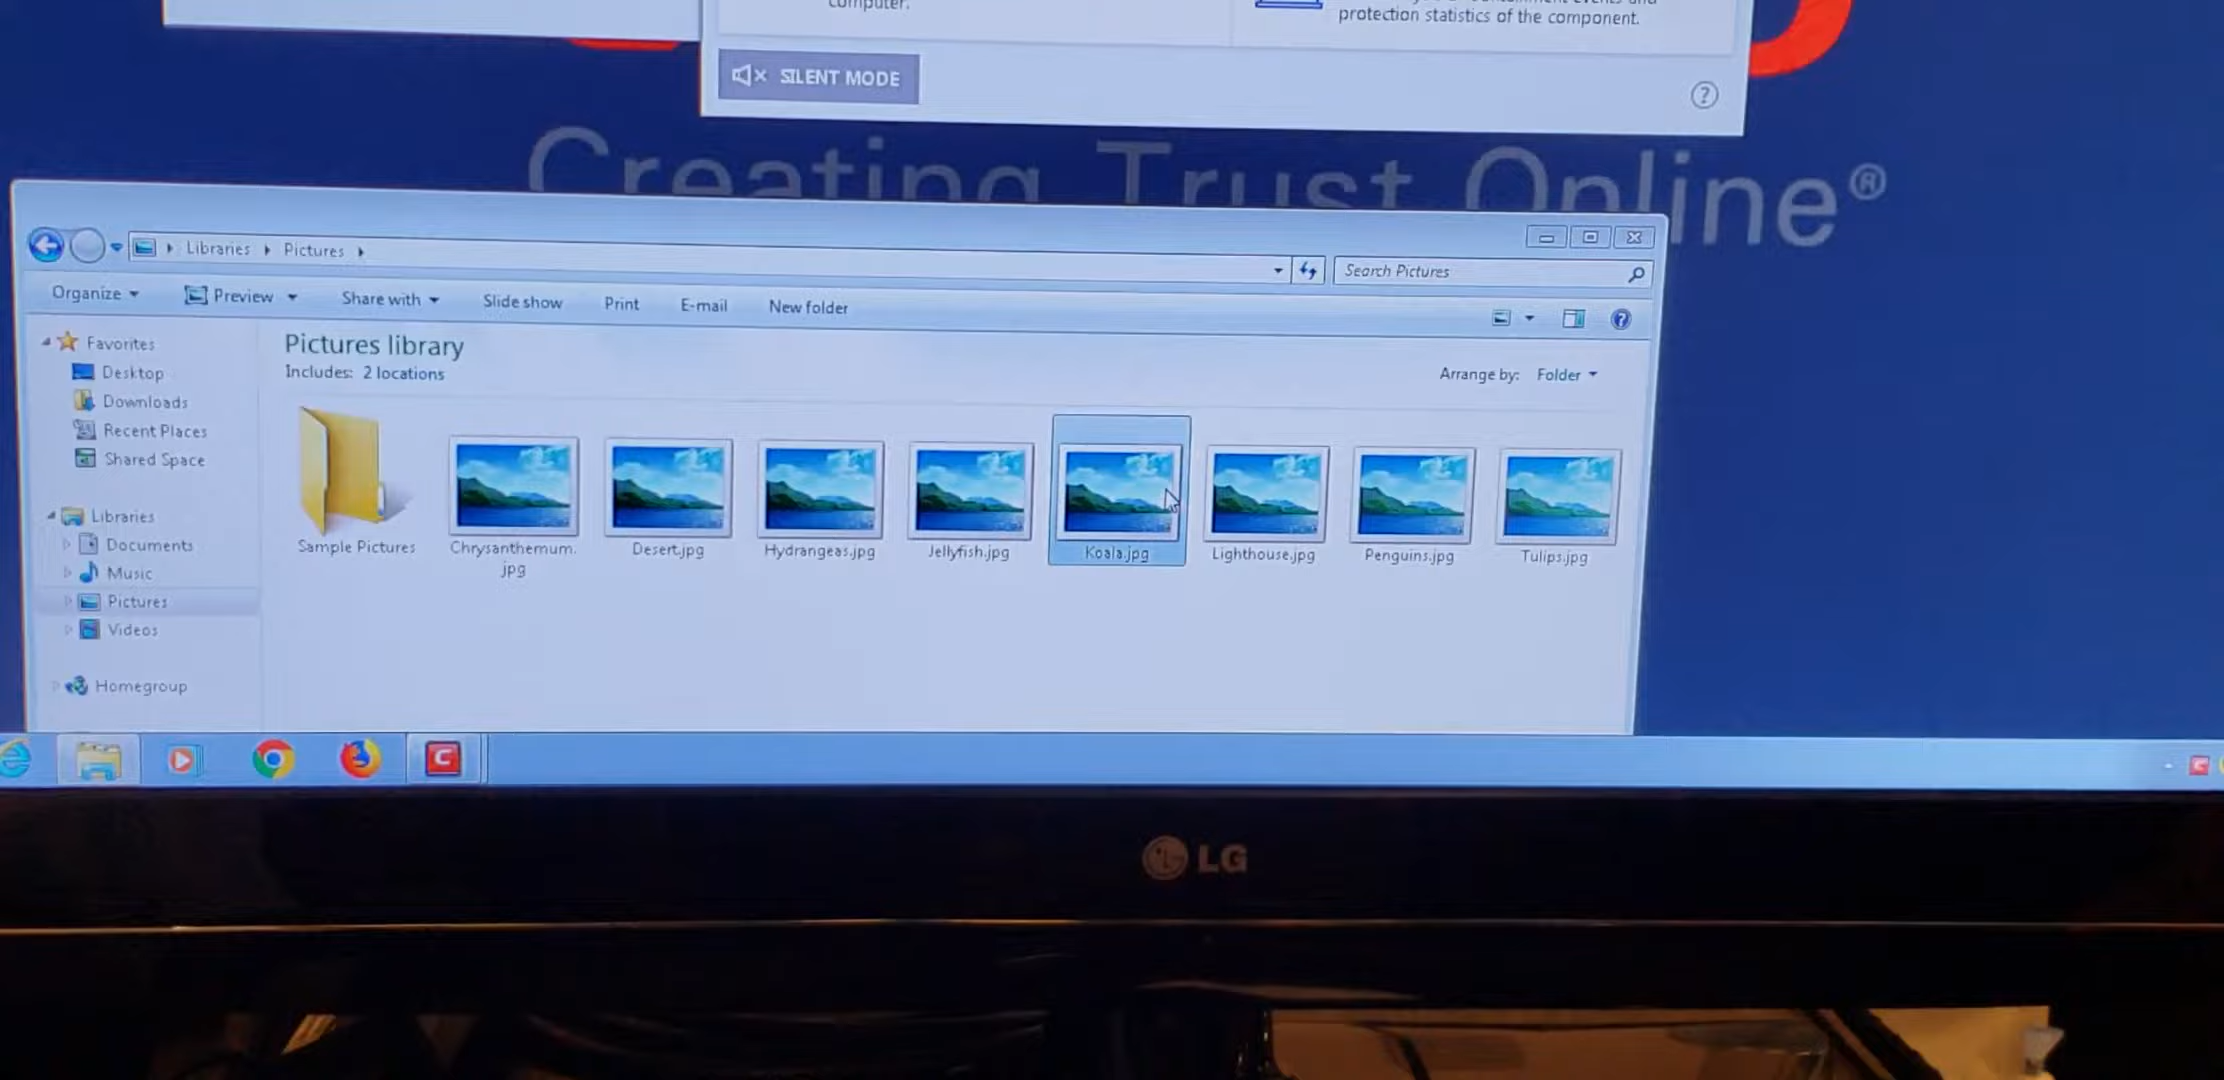 protection statistics of the component.
SILENT MODE
?
Creating Trust Online®
Libraries
Pictures
Search Pictures
Organize
Preview
Share with
Slide show
Print
E-mail
New folder
?
Favorites
Desktop
Downloads
Recent Places
Shared Space
Libraries
Documents
Music
Pictures
Videos
Homegroup
Pictures library
Includes: 2 locations
Arrange by: Folder
Sample Pictures
Chrysanthemum.
jpg
Desert.jpg
Hydrangeas.jpg
Jellyfish.jpg
Koala.jpg
Lighthouse.jpg
Penguins.jpg
Tulips.jpg
C
C
LG